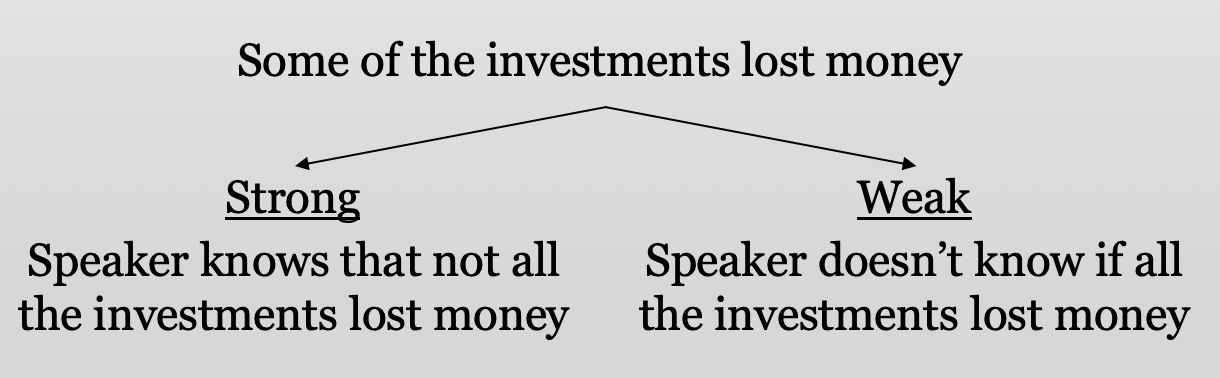 Some of the investments lost money
Strong
Speaker knows that not all
the investments lost money
Weak
Speaker doesn’t know if all
the investments lost money